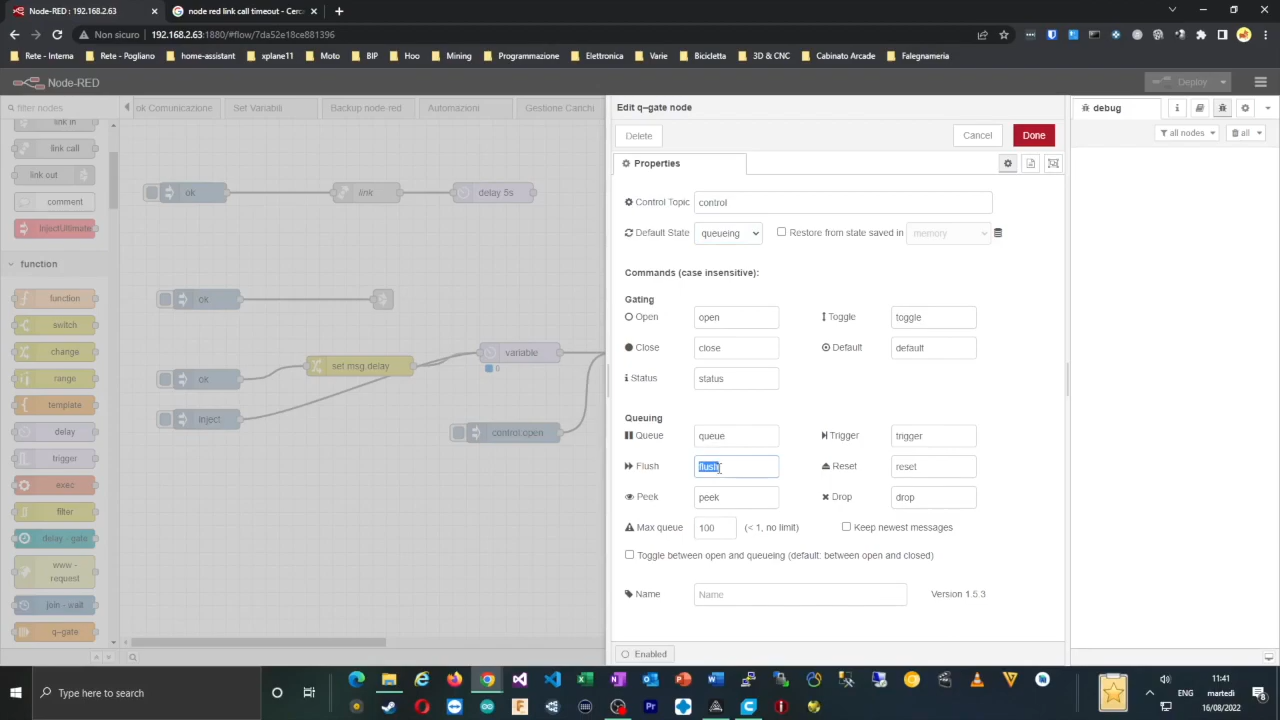 Node-RED : 192.168.2.63
node red link call timeout - Cerc
Non sicuro
192.168.2.63:1880/#flow/7da52e18ce881396
Rete - Interna
Rete - Pogliano
home-assistant
xplane11
Moto
BIP
Hoo
Mining
Programmazione
Elettronica
Varie
Bicicletta
3D & CNC
Cabinato Arcade
Falegnameria
Node-RED
Deploy
filter nodes
ok Comunicazione
Set Variabili
Backup node-red
Automazioni
Gestione Carichi
Edit q-gate node
debug
link in
link call
link out
comment
InjectUltimate
function
function
switch
change
range
template
delay
trigger
exec
filter
delay - gate
www -
request
join - wait
q-gate
ok
link
delay 5s
ok
ok
set msg.delay
variable
0
inject
control.open
Delete
Cancel
Done
Properties
Control Topic
control
Default State
queueing
Restore from state saved in
memory
Commands (case insensitive):
Gating
Open
open
Toggle
toggle
Close
close
Default
default
Status
status
Queuing
Queue
queue
Trigger
trigger
Flush
flush
Reset
reset
Peek
peek
Drop
drop
Max queue
100
(< 1, no limit)
Keep newest messages
Toggle between open and queueing (default: between open and closed)
Name
Name
Version 1.5.3
Enabled
all nodes
all
Type here to search
ENG
11:41
martedì
16/08/2022